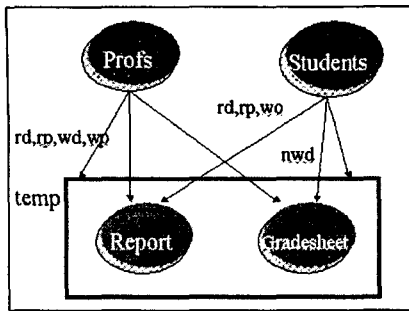 Profs
Students
rd,rp,wo
rd,rp,wd,wp
nwd
temp
Report
Gradesheet